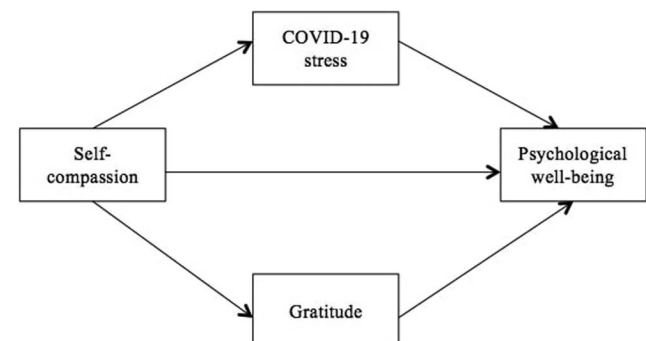 COVID-19
stress
Self-
compassion
Psychological
well-being
Gratitude